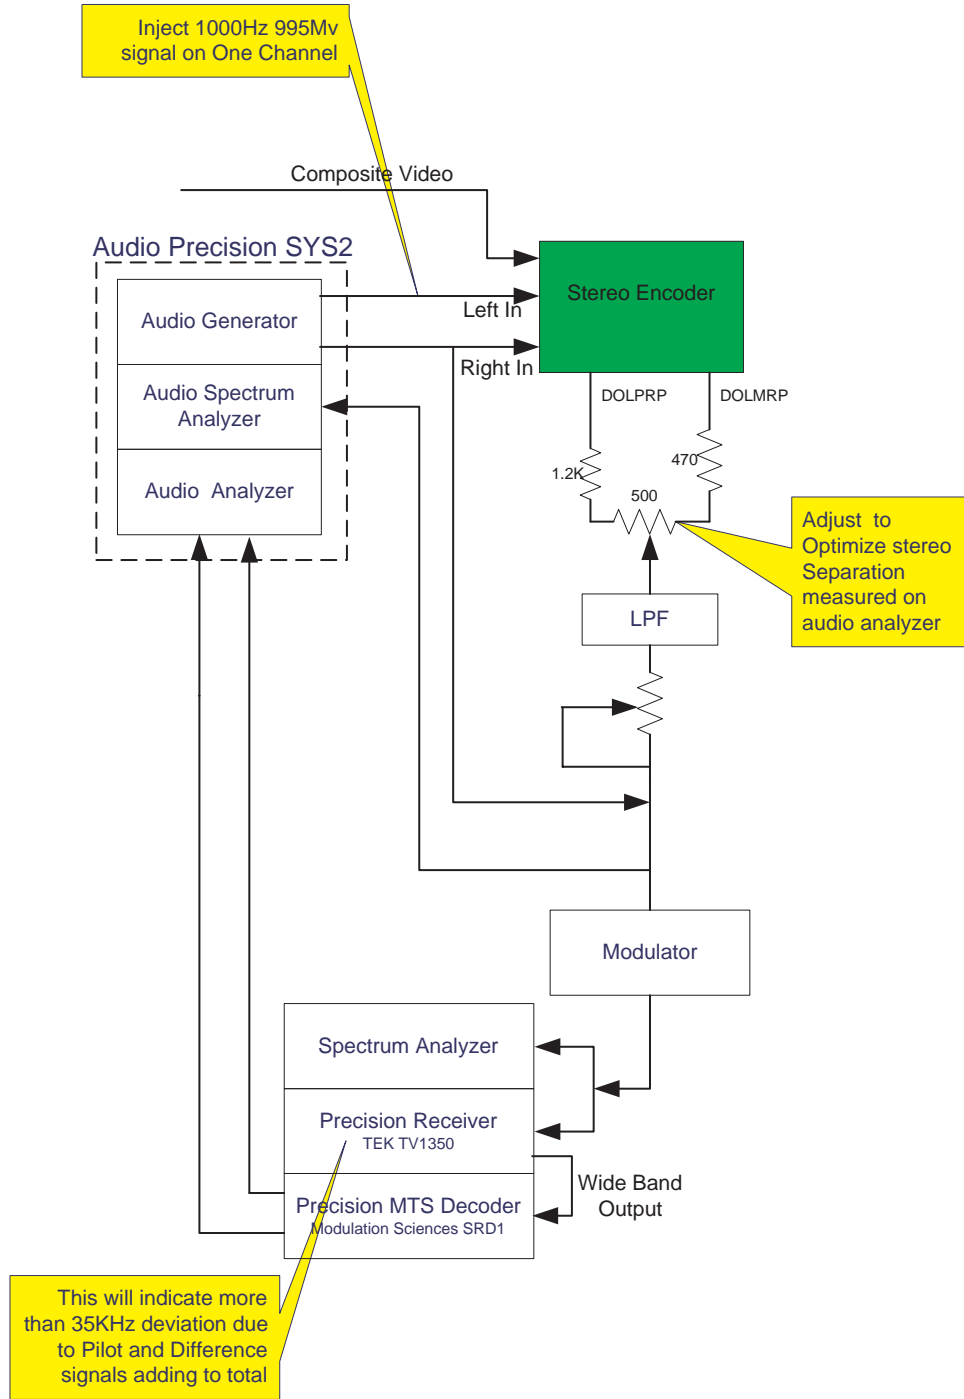 Inject 1000Hz 995Mv
signal on One Channel
Composite Video
Audio Precision SYS2
Audio Generator
Left In
Stereo Encoder
Right In
Audio Spectrum
Analyzer
DOLPRP
DOLMRP
1.2K
470
Audio Analyzer
500
Adjust to
Optimize stereo
Separation
measured on
audio analyzer
LPF
Modulator
Spectrum Analyzer
Precision Receiver
TEK TV1350
Wide Band
Output
Precision MTS Decoder
Modulation Sciences SRD1
This will indicate more
than 35KHz deviation due
to Pilot and Difference
signals adding to total